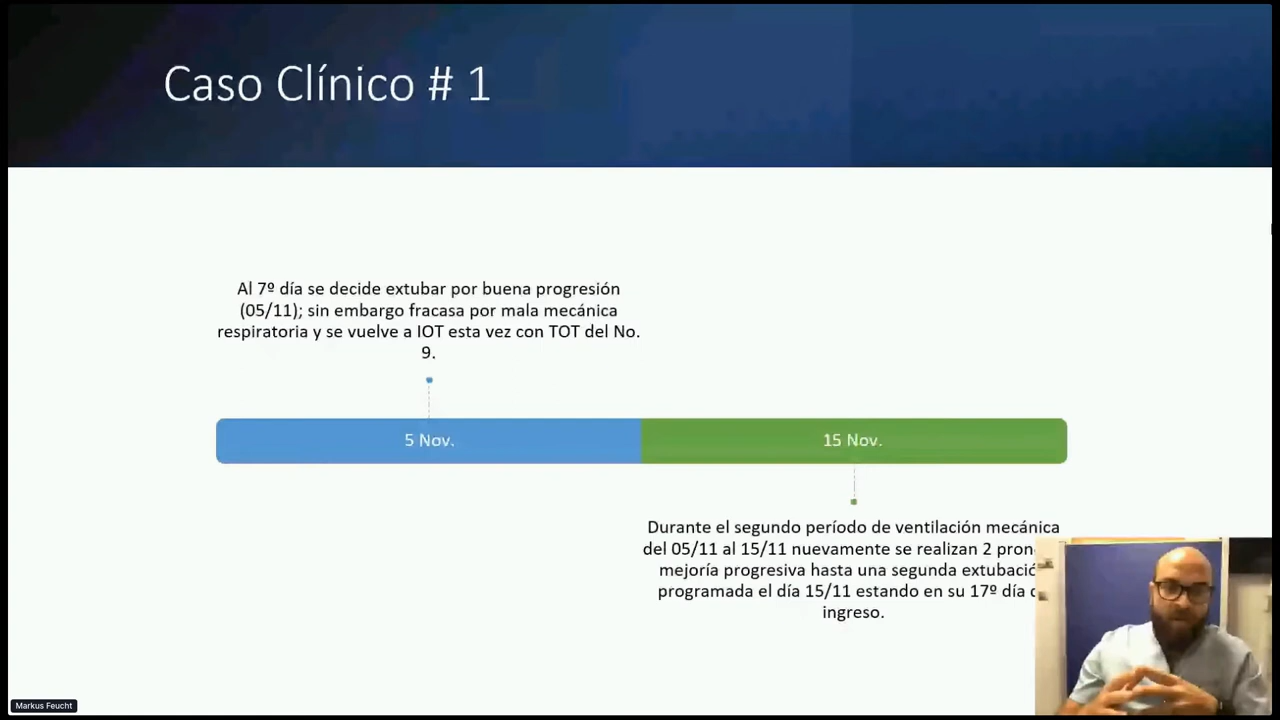 Caso Clínico # 1
Al 7º día se decide extubar por buena progresión
(05/11); sin embargo fracasa por mala mecánica
respiratoria y se vuelve a IOT esta vez con TOT del No.
9.
5 Nov.
15 Nov.
Durante el segundo período de ventilación mecánica
del 05/11 al 15/11 nuevamente se realizan 2
mejoría progresiva hasta una segunda
programada el día 15/11 estando en su 17º día
ingreso.
Markus Feucht